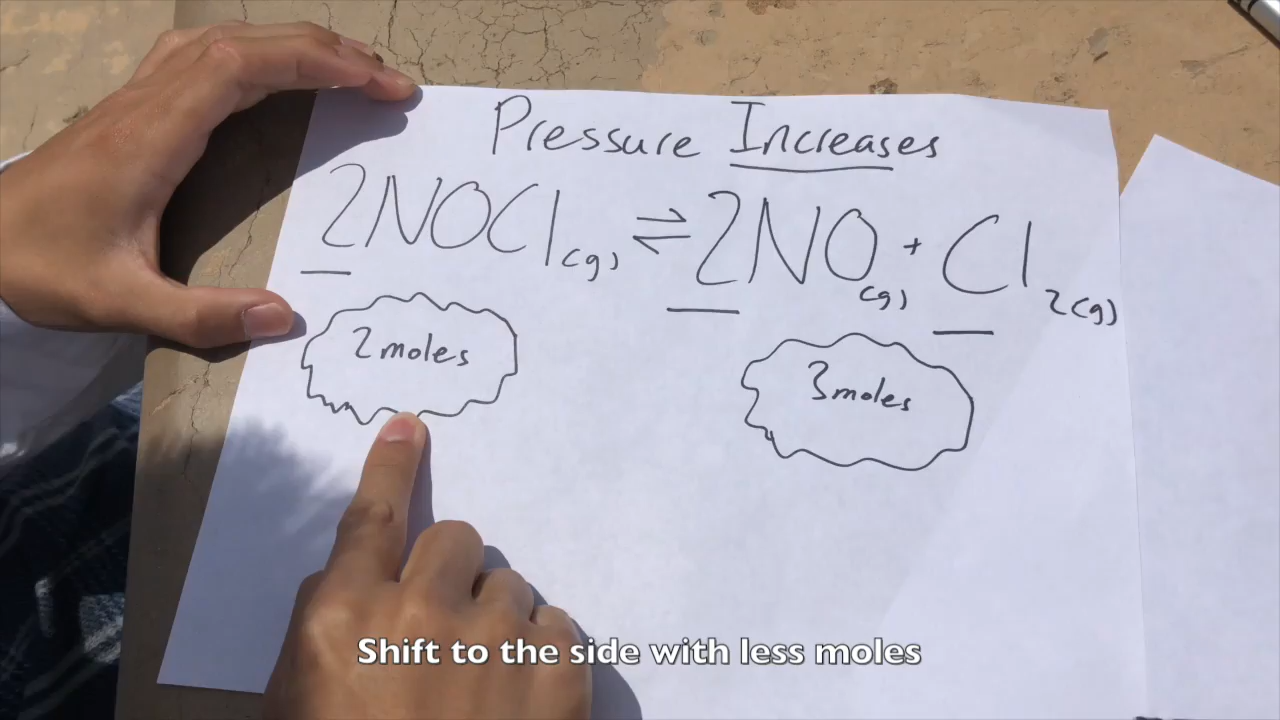 Pressure Increases
2NOCl(g) ⇌ 2NO(g) + Cl2(g)
2moles
3moles
Shift to the side with less moles